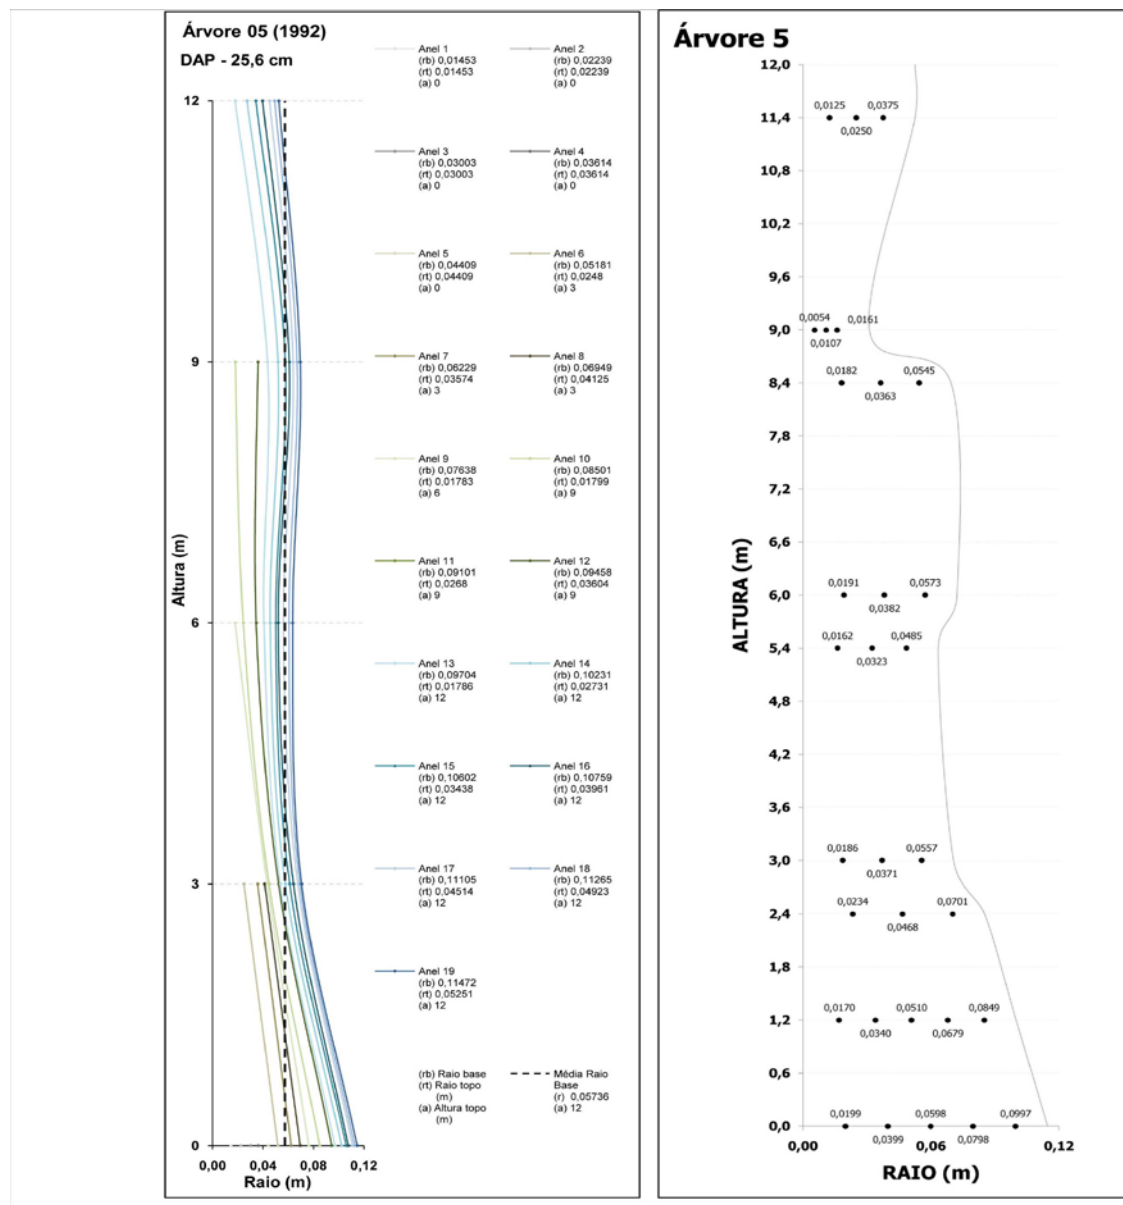 Árvore 05 (1992)
DAP - 25,6 cm
Anel 1
(rb) 0,01453
(rt) 0,01453
(a) 0
Anel 2
(rb) 0,02239
(rt) 0,02239
(a) 0
Anel 3
(rb) 0,03003
(rt) 0,03003
(a) 0
Anel 4
(rb) 0,03614
(rt) 0,03614
(a) 0
Anel 5
(rb) 0,04409
(rt) 0,04409
(a) 0
Anel 6
(rb) 0,05181
(rt) 0,0248
(a) 3
Anel 7
(rb) 0,06229
(rt) 0,03574
(a) 3
Anel 8
(rb) 0,06949
(rt) 0,04125
(a) 3
Anel 9
(rb) 0,07638
(rt) 0,01783
(a) 6
Anel 10
(rb) 0,08501
(rt) 0,01799
(a) 9
Anel 11
(rb) 0,09101
(rt) 0,0268
(a) 9
Anel 12
(rb) 0,09458
(rt) 0,03604
(a) 9
Anel 13
(rb) 0,09704
(rt) 0,01786
(a) 12
Anel 14
(rb) 0,10231
(rt) 0,02731
(a) 12
Anel 15
(rb) 0,10602
(rt) 0,03438
(a) 12
Anel 16
(rb) 0,10759
(rt) 0,03961
(a) 12
Anel 17
(rb) 0,11105
(rt) 0,04514
(a) 12
Anel 18
(rb) 0,11265
(rt) 0,04923
(a) 12
Anel 19
(rb) 0,11472
(rt) 0,05251
(a) 12
(rb) Raio base
(rt) Raio topo
(m)
(a) Altura topo
(m)
Média Raio
Base
(r) 0,05736
(a) 12
12
9
6
3
0
Altura (m)
0,00 0,04 0,08 0,12
Raio (m)
Árvore 5
12,0
11,4
10,8
10,2
9,6
9,0
8,4
7,8
7,2
6,6
6,0
5,4
4,8
4,2
3,6
3,0
2,4
1,8
1,2
0,6
0,0
ALTURA (m)
0,0125 0,0375
0,0250
0,0054 0,0161
0,0107
0,0182 0,0545
0,0363
0,0191 0,0573
0,0382
0,0162 0,0485
0,0323
0,0186 0,0557
0,0371
0,0234 0,0701
0,0468
0,0170 0,0510 0,0849
0,0340 0,0679
0,0199 0,0598 0,0997
0,0399 0,0798
0,00 0,06 0,12
RAIO (m)